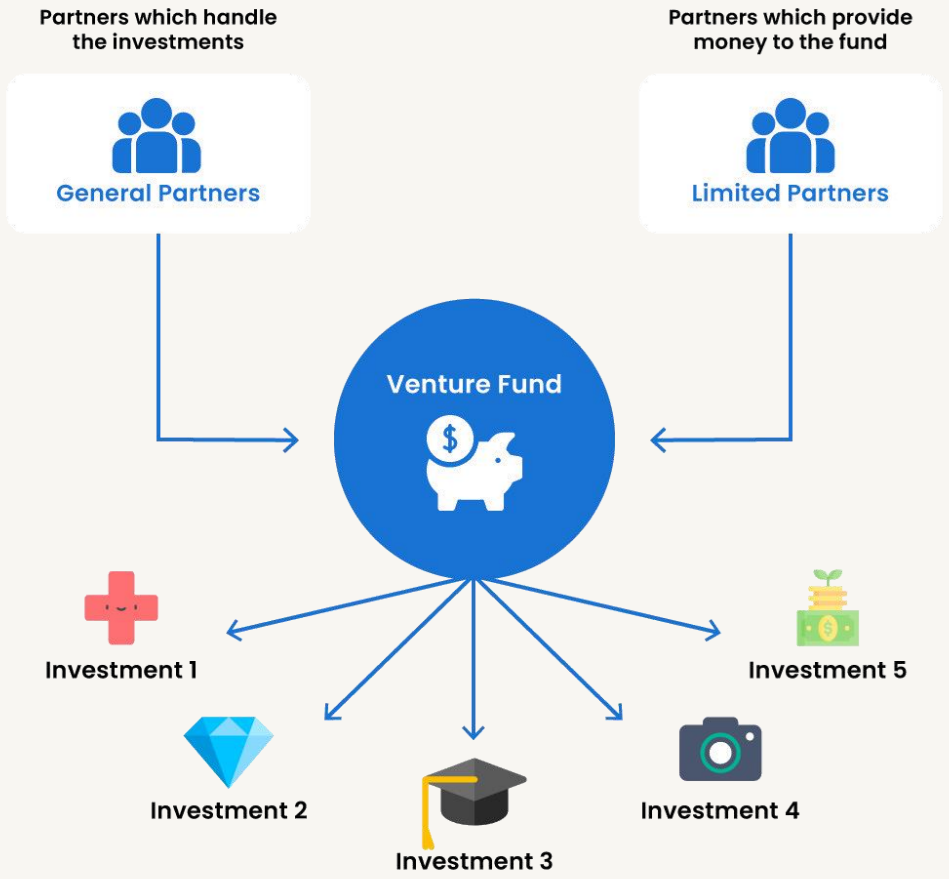 Partners which handle
the investments
Partners which provide
money to the fund
General Partners
Limited Partners
Venture Fund
$
$
Investment 1
Investment 5
Investment 2
Investment 4
Investment 3